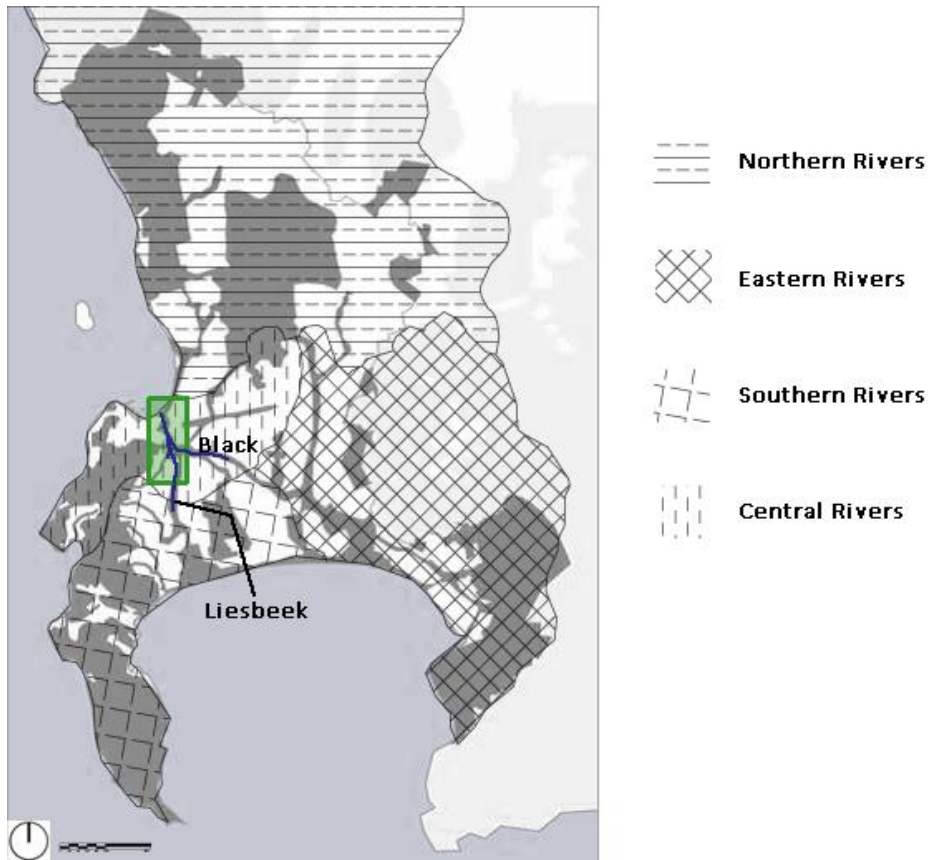 Northern Rivers
Eastern Rivers
Southern Rivers
Black
Central Rivers
Liesbeek